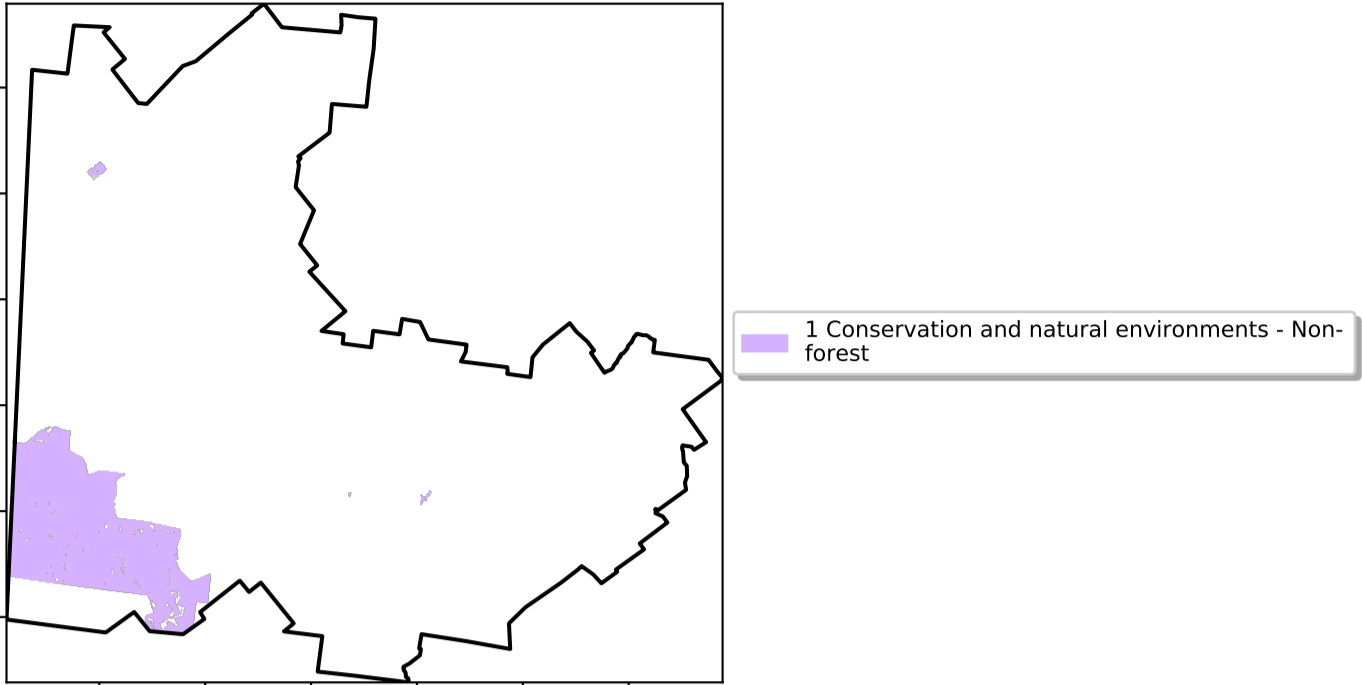 1 Conservation and natural environments - Non-
forest